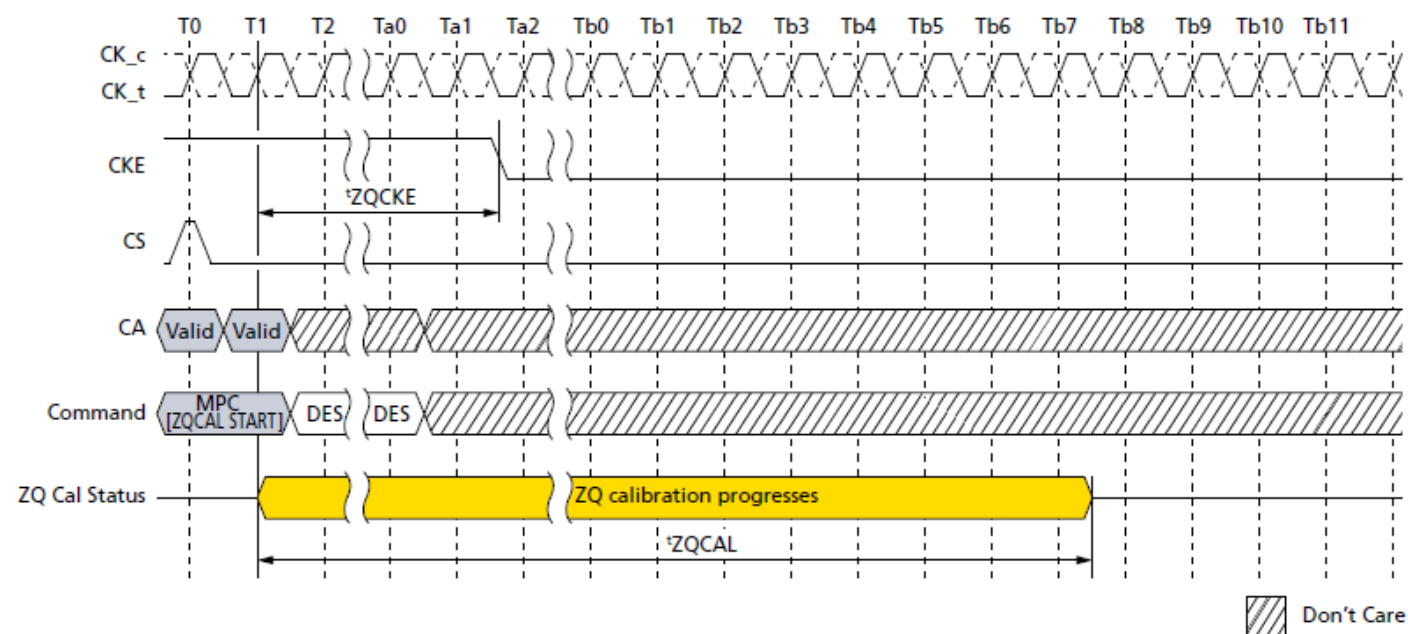 T0 T1 T2 Ta0 Ta1 Ta2 Tb0 Tb1 Tb2 Tb3 Tb4 Tb5 Tb6 Tb7 Tb8 Tb9 Tb10 Tb11
CK_c
CK_t
CKE
tZQCKE
CS
CA Valid Valid
Command MPC [ZQCAL START] DES DES
ZQ Cal Status ZQ calibration progresses
tZQCAL
Don't Care